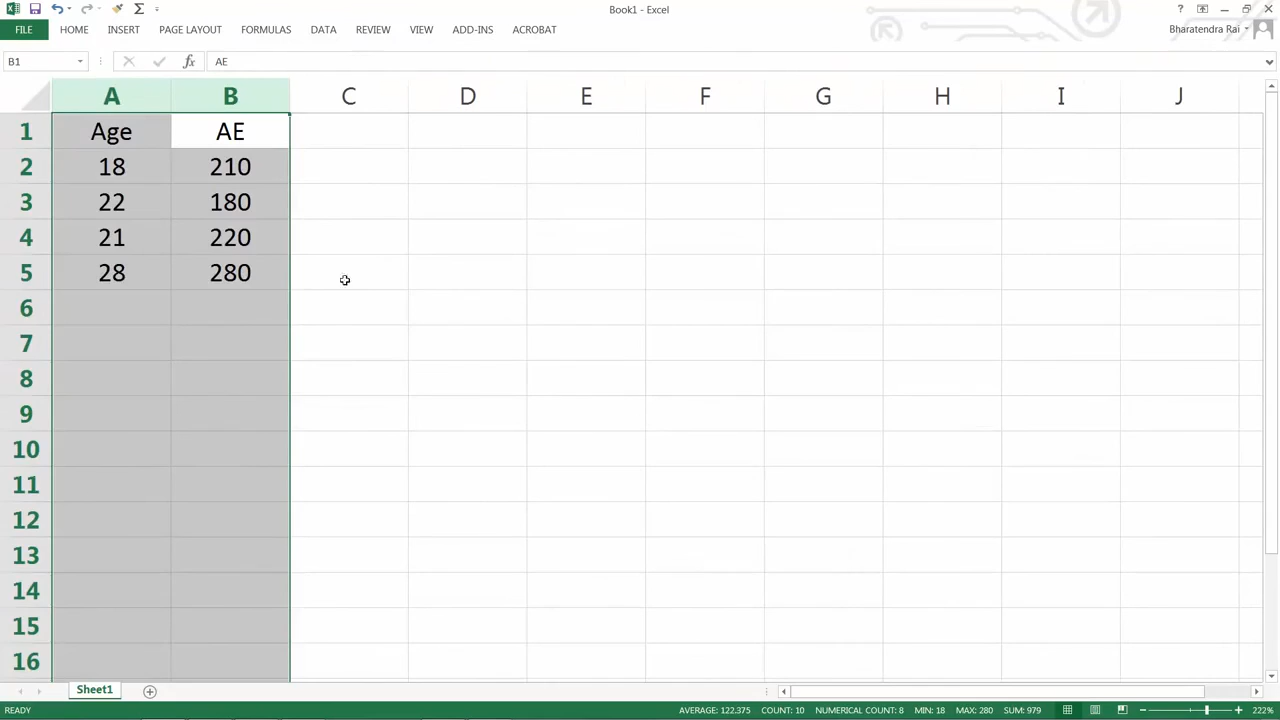 Book1 - Excel
?
FILE HOME INSERT PAGE LAYOUT FORMULAS DATA REVIEW VIEW ADD-INS ACROBAT Bharatendra Rai
B1 fx AE
A B C D E F G H I J
1 Age AE
2 18 210
3 22 180
4 21 220
5 28 280
6
7
8
9
10
11
12
13
14
15
16
Sheet1
READY AVERAGE: 122.375 COUNT: 10 NUMERICAL COUNT: 8 MIN: 18 MAX: 280 SUM: 979 222%